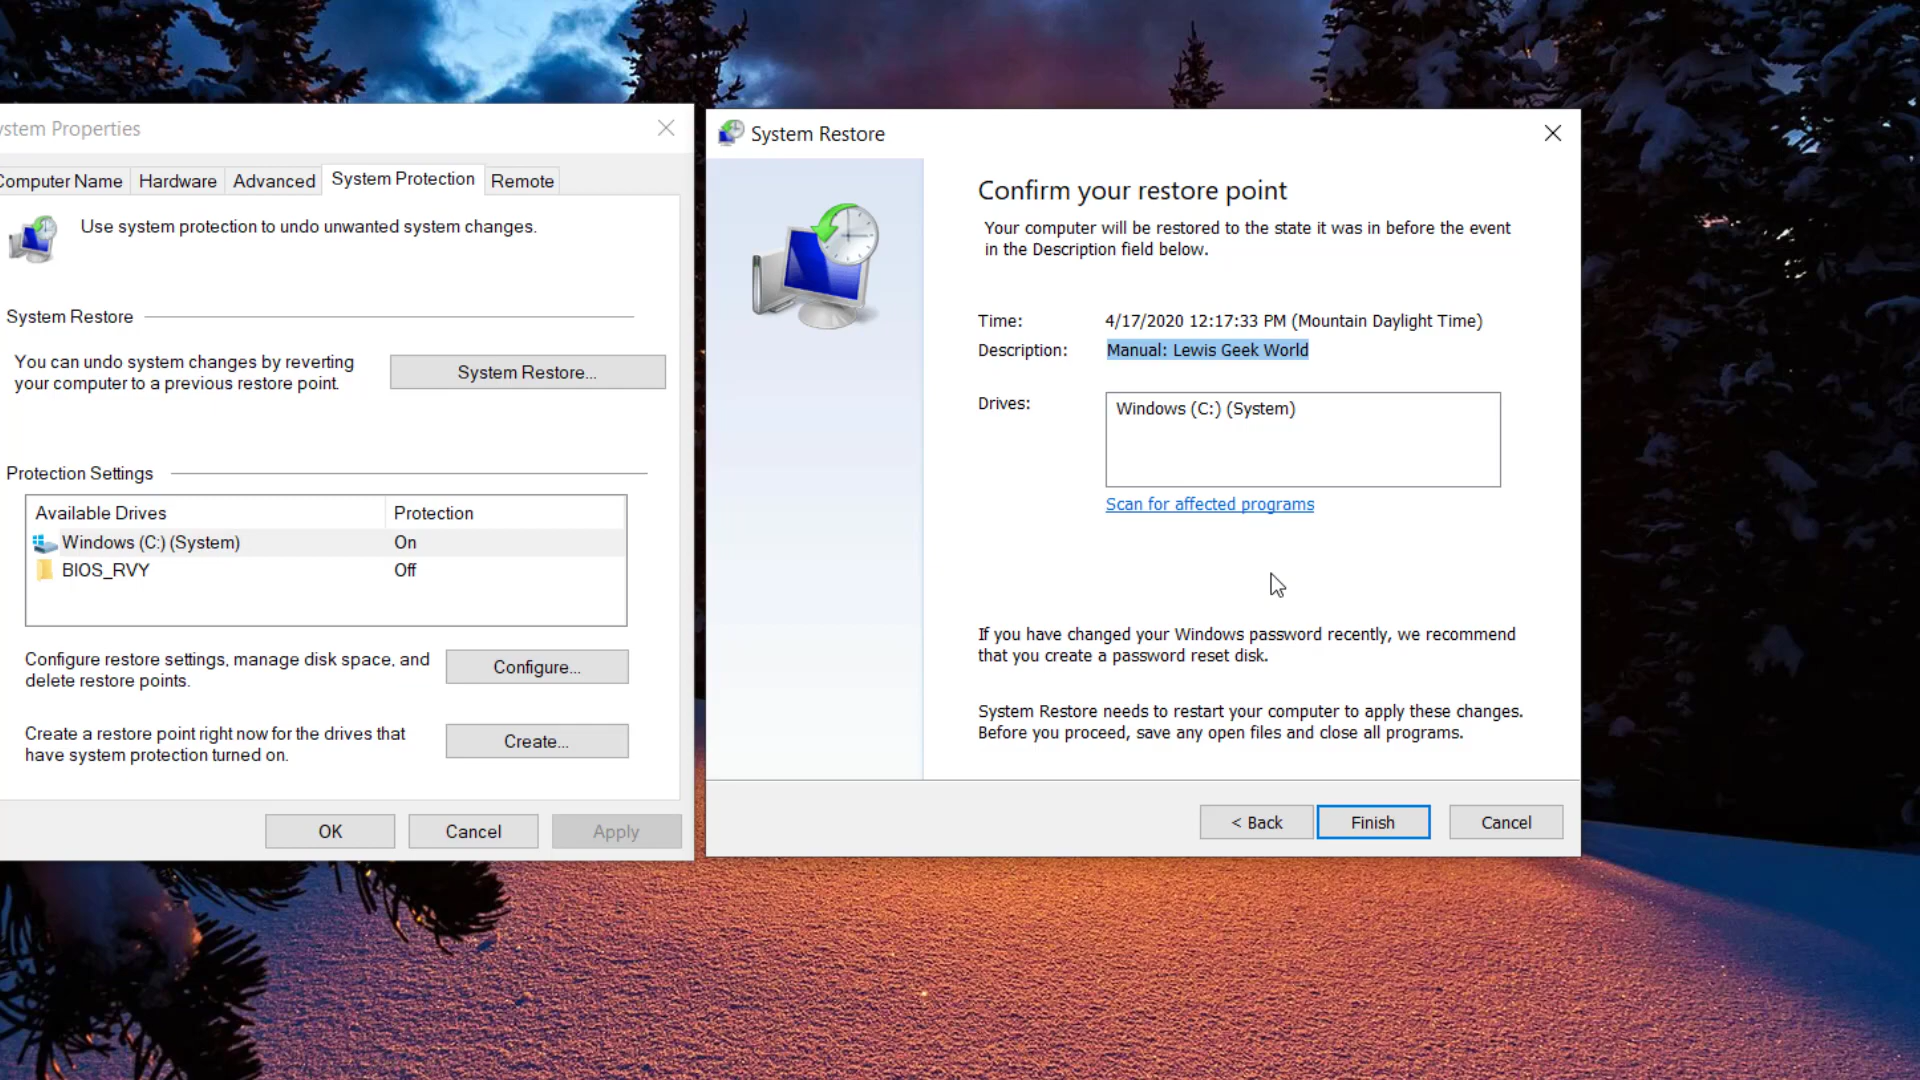 ystem Properties
Computer Name
Hardware
Advanced
System Protection
Remote
Use system protection to undo unwanted system changes.
System Restore
You can undo system changes by reverting
your computer to a previous restore point.
System Restore...
Protection Settings
Available Drives
Protection
Windows (C:) (System)
On
BIOS_RVY
Off
Configure restore settings, manage disk space, and
delete restore points.
Configure...
Create a restore point right now for the drives that
have system protection turned on.
Create...
OK
Cancel
Apply
System Restore
Confirm your restore point
Your computer will be restored to the state it was in before the event
in the Description field below.
Time:
4/17/2020 12:17:33 PM (Mountain Daylight Time)
Description:
Manual: Lewis Geek World
Drives:
Windows (C:) (System)
Scan for affected programs
If you have changed your Windows password recently, we recommend
that you create a password reset disk.
System Restore needs to restart your computer to apply these changes.
Before you proceed, save any open files and close all programs.
< Back
Finish
Cancel